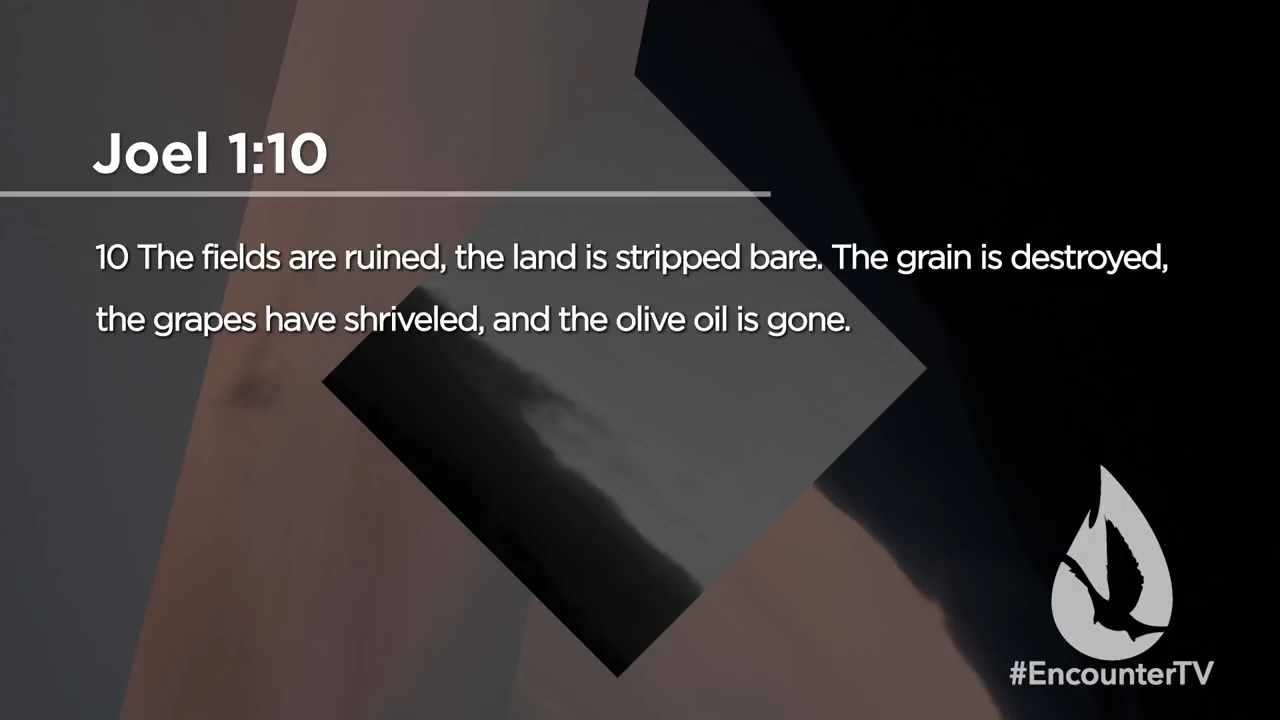 Joel 1:10
10 The fields are ruined, the land is stripped bare. The grain is destroyed,
the grapes have shriveled, and the olive oil is gone.
#EncounterTV